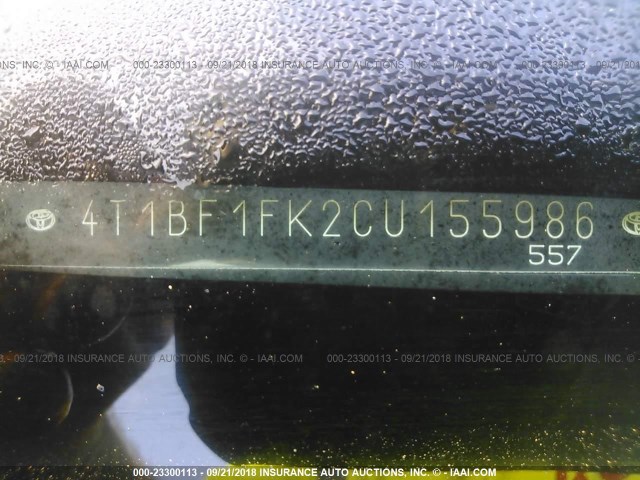 NS, INC. © - IAAI.COM 000-23300113 - 09/21/2018 INSURANCE AUTO AUCTIONS, INC. © - IAAI.COM
4T1BF1FK2CU155986
557
- 09/21/2018 INSURANCE AUTO AUCTIONS, INC. © - IAAI.COM 000-23300113 - 09/21/2018 INSURANCE AUTO AUCTIONS, INC. ©
000-23300113 - 09/21/2018 INSURANCE AUTO AUCTIONS, INC. © - IAAI.COM